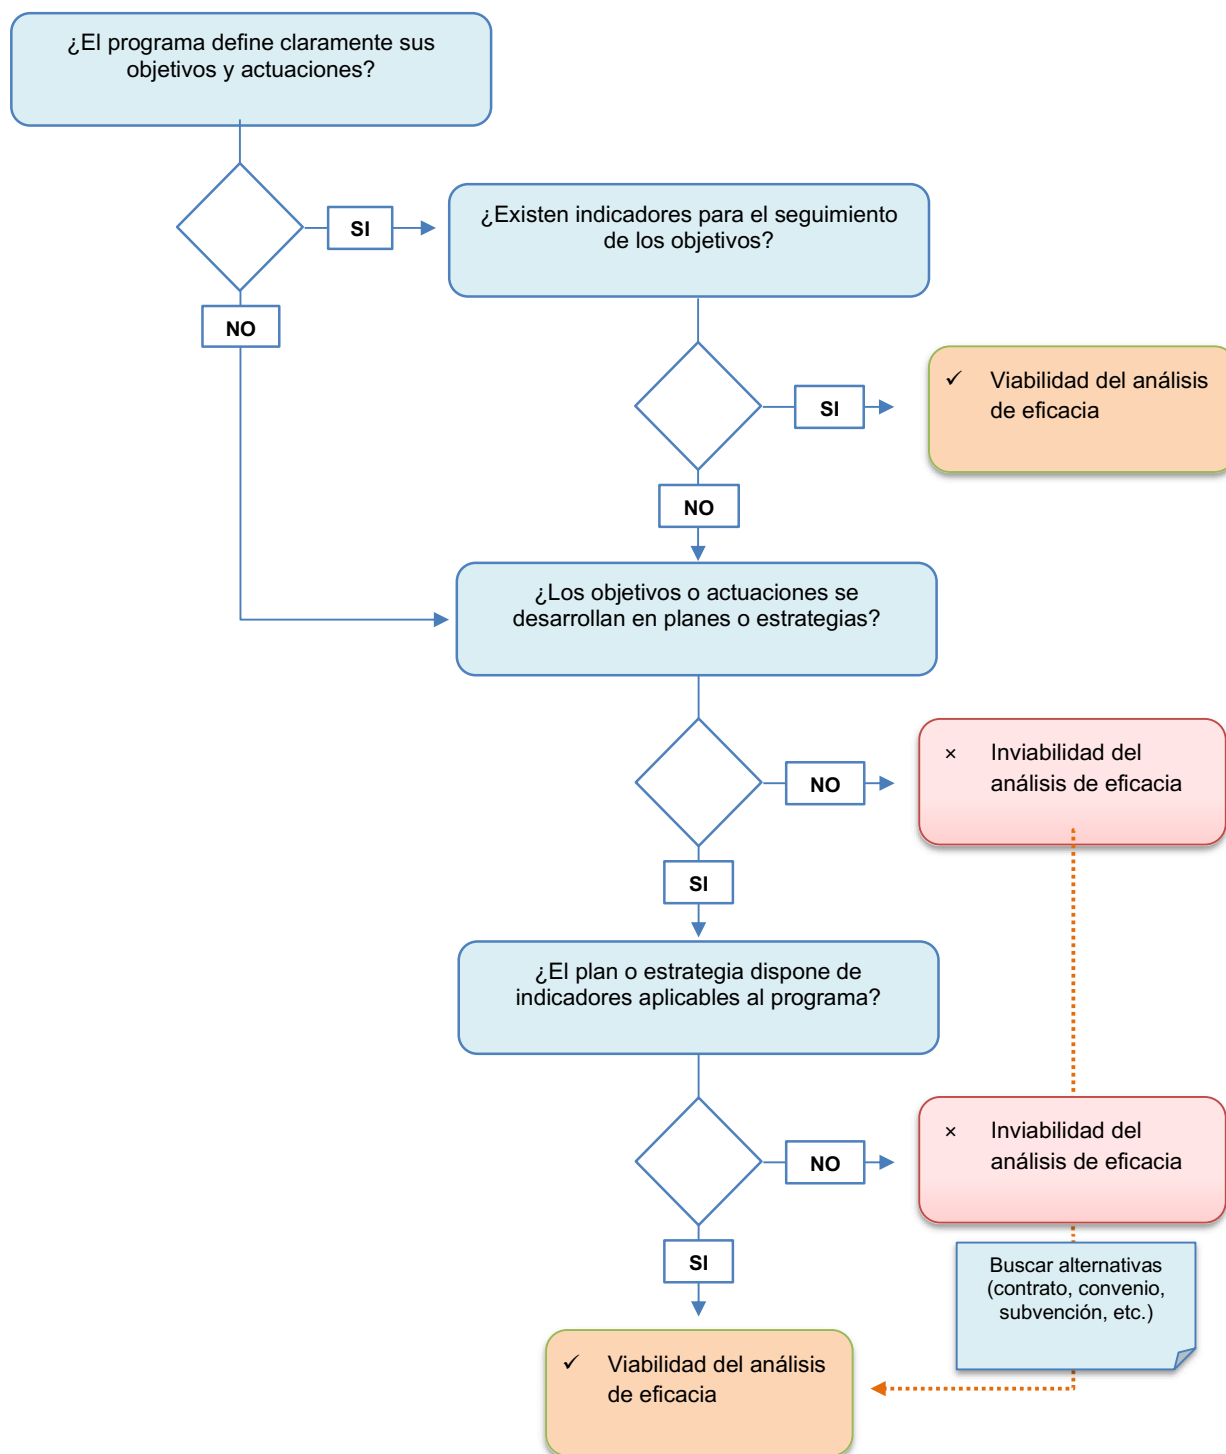 ¿El programa define claramente sus
objetivos y actuaciones?
SI
¿Existen indicadores para el seguimiento
de los objetivos?
NO
✓ Viabilidad del análisis
de eficacia
SI
NO
¿Los objetivos o actuaciones se
desarrollan en planes o estrategias?
× Inviabilidad del
análisis de eficacia
NO
SI
¿El plan o estrategia dispone de
indicadores aplicables al programa?
× Inviabilidad del
análisis de eficacia
NO
SI
Buscar alternativas
(contrato, convenio,
subvención, etc.)
✓ Viabilidad del análisis
de eficacia